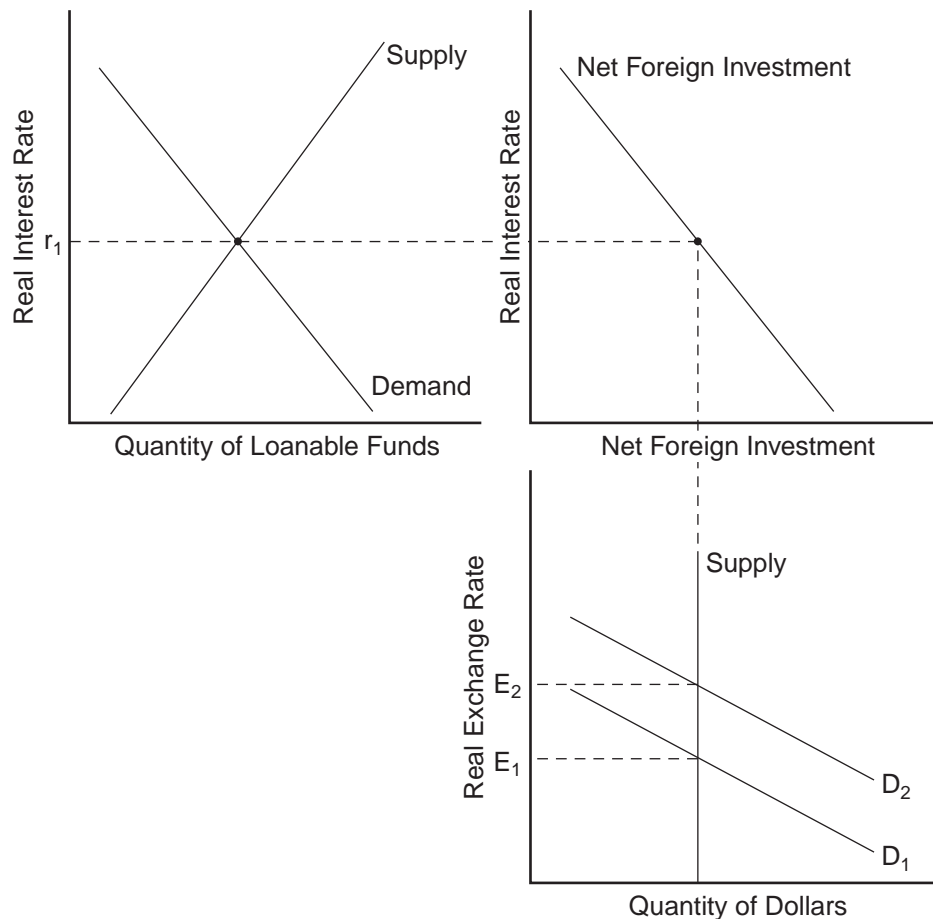 Supply
Net Foreign Investment
Real Interest Rate
Real Interest Rate
r1
Demand
Quantity of Loanable Funds
Net Foreign Investment
Supply
Real Exchange Rate
E2
E1
D2
D1
Quantity of Dollars